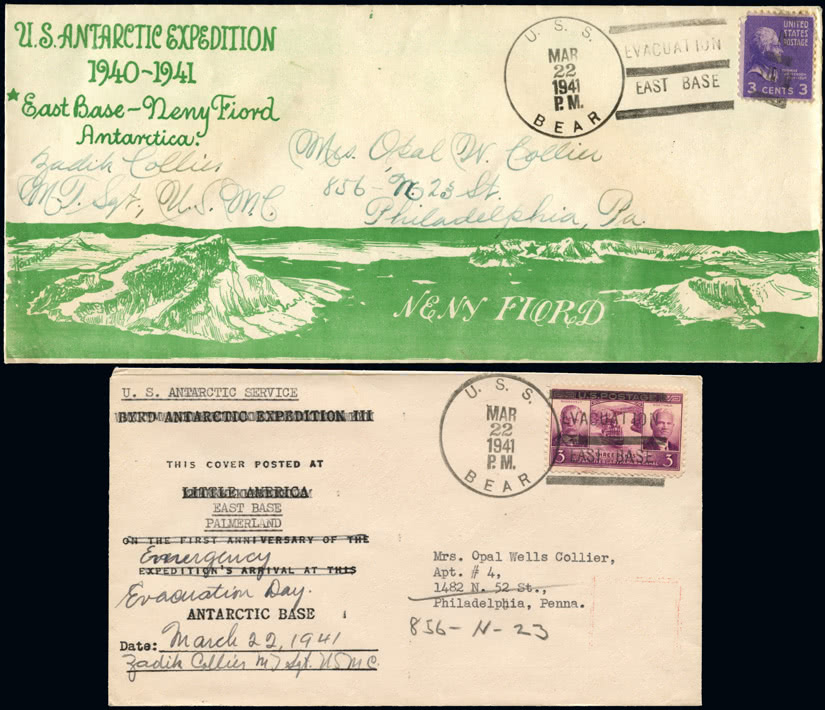 U.S. ANTARCTIC EXPEDITION
1940-1941
East Base - Neny Fiord
Antarctica.
Zadik Collier
M.T. Sgt., U.S.M.C.
U. S. S.
MAR
22
1941
P.M.
BEAR
EVACUATION
EAST BASE
UNITED
STATES
POSTAGE
3 CENTS 3
Mrs. Opal W. Collier
856-N. 23 St.
Philadelphia, Pa.
NENY FIORD
U. S. ANTARCTIC SERVICE
BYRD ANTARCTIC EXPEDITION III
THIS COVER POSTED AT
LITTLE AMERICA
EAST BASE
PALMERLAND
ON THE FIRST ANNIVERSARY OF THE
Emergency
EXPEDITION'S ARRIVAL AT THIS
Evacuation Day.
ANTARCTIC BASE
Date: March 22, 1941
Zadik Collier M.T. Sgt. U.S.M.C.
U. S. S.
MAR
22
1941
P.M.
BEAR
U.S. POSTAGE
EVACUATION
EAST BASE
3 3
Mrs. Opal Wells Collier,
Apt. # 4,
1482 N. 52 St.,
Philadelphia, Penna.
856-N-23